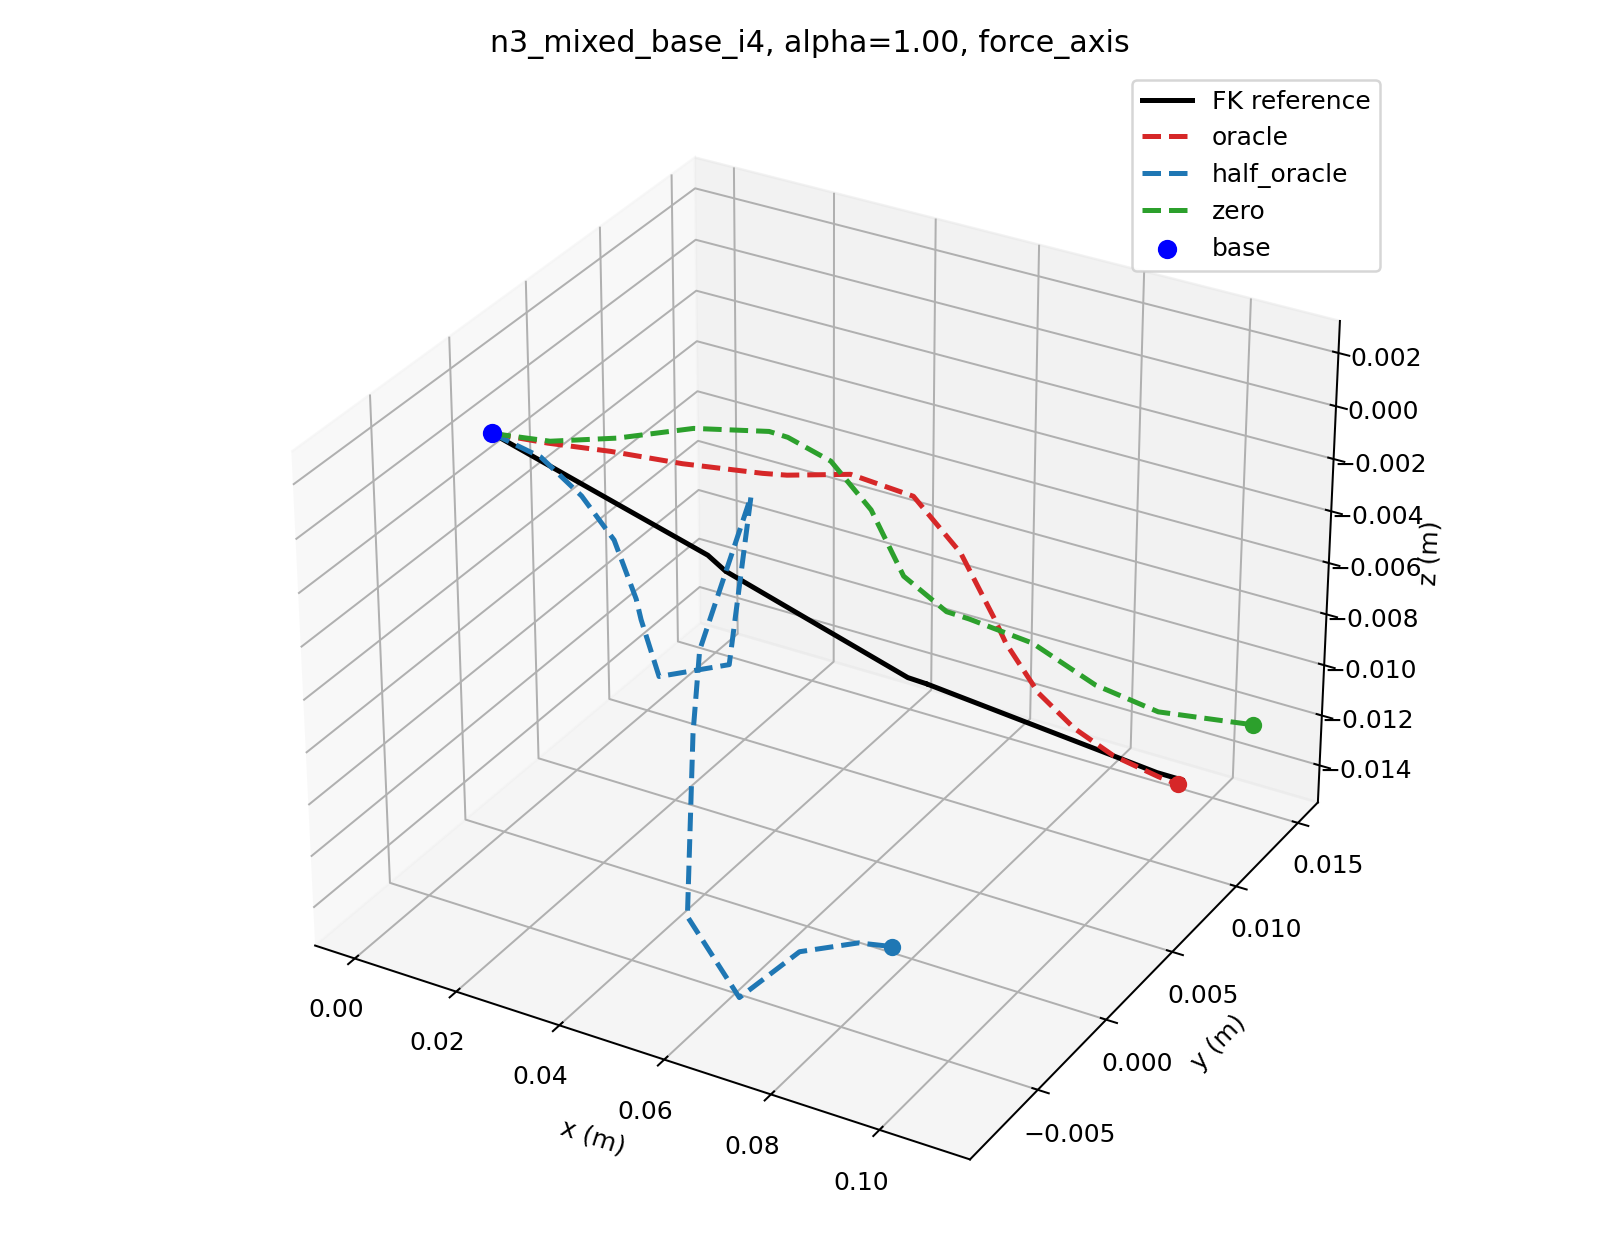 n3_mixed_base_i4, alpha=1.00, force_axis
FK reference
oracle
half_oracle
zero
base
0.002
0.000
−0.002
−0.004
−0.006
−0.008
−0.010
−0.012
−0.014
z (m)
0.015
0.010
0.005
0.000
−0.005
y (m)
0.00
0.02
0.04
0.06
0.08
0.10
x (m)